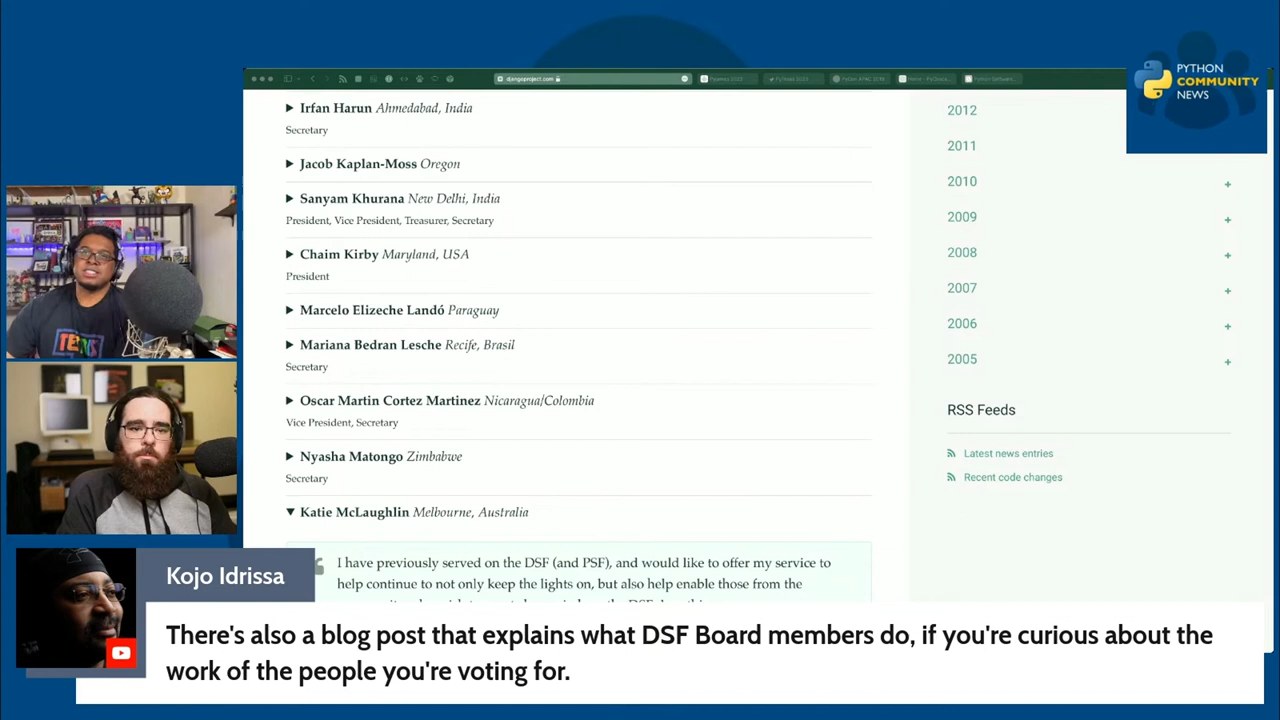 djangoproject.com
PyCon APAC 2019
PYTHON
COMMUNITY
NEWS
Irfan Harun Ahmedabad, India
Secretary
Jacob Kaplan-Moss Oregon
Sanyam Khurana New Delhi, India
President, Vice President, Treasurer, Secretary
Chaim Kirby Maryland, USA
President
Marcelo Elizeche Landó Paraguay
Mariana Bedran Lesche Recife, Brasil
Secretary
Oscar Martin Cortez Martinez Nicaragua/Colombia
Vice President, Secretary
Nyasha Matongo Zimbabwe
Secretary
Katie McLaughlin Melbourne, Australia
I have previously served on the DSF (and PSF), and would like to offer my service to
help continue to not only keep the lights on, but also help enable those from the
2012
2011
2010 +
2009 +
2008 +
2007 +
2006 +
2005 +
RSS Feeds
Latest news entries
Recent code changes
TETRIS
Kojo Idrissa
There's also a blog post that explains what DSF Board members do, if you're curious about the
work of the people you're voting for.